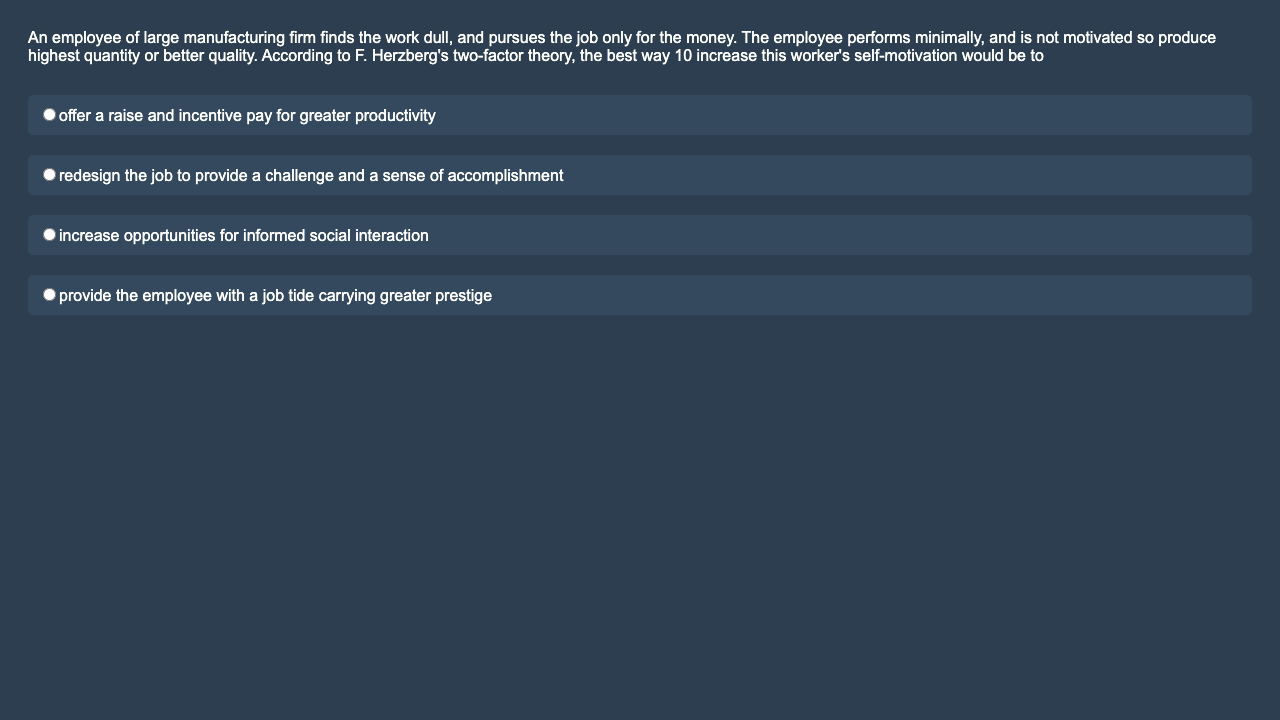 An employee of large manufacturing firm finds the work dull, and pursues the job only for the money. The employee performs minimally, and is not motivated so produce
highest quantity or better quality. According to F. Herzberg's two-factor theory, the best way 10 increase this worker's self-motivation would be to
offer a raise and incentive pay for greater productivity
redesign the job to provide a challenge and a sense of accomplishment
increase opportunities for informed social interaction
provide the employee with a job tide carrying greater prestige